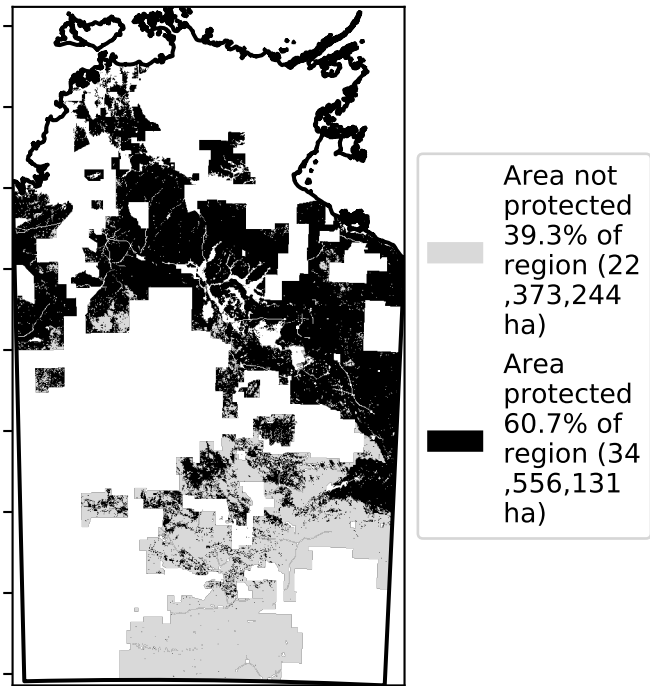 Area not
protected
39.3% of
region (22
,373,244
ha)
Area
protected
60.7% of
region (34
,556,131
ha)